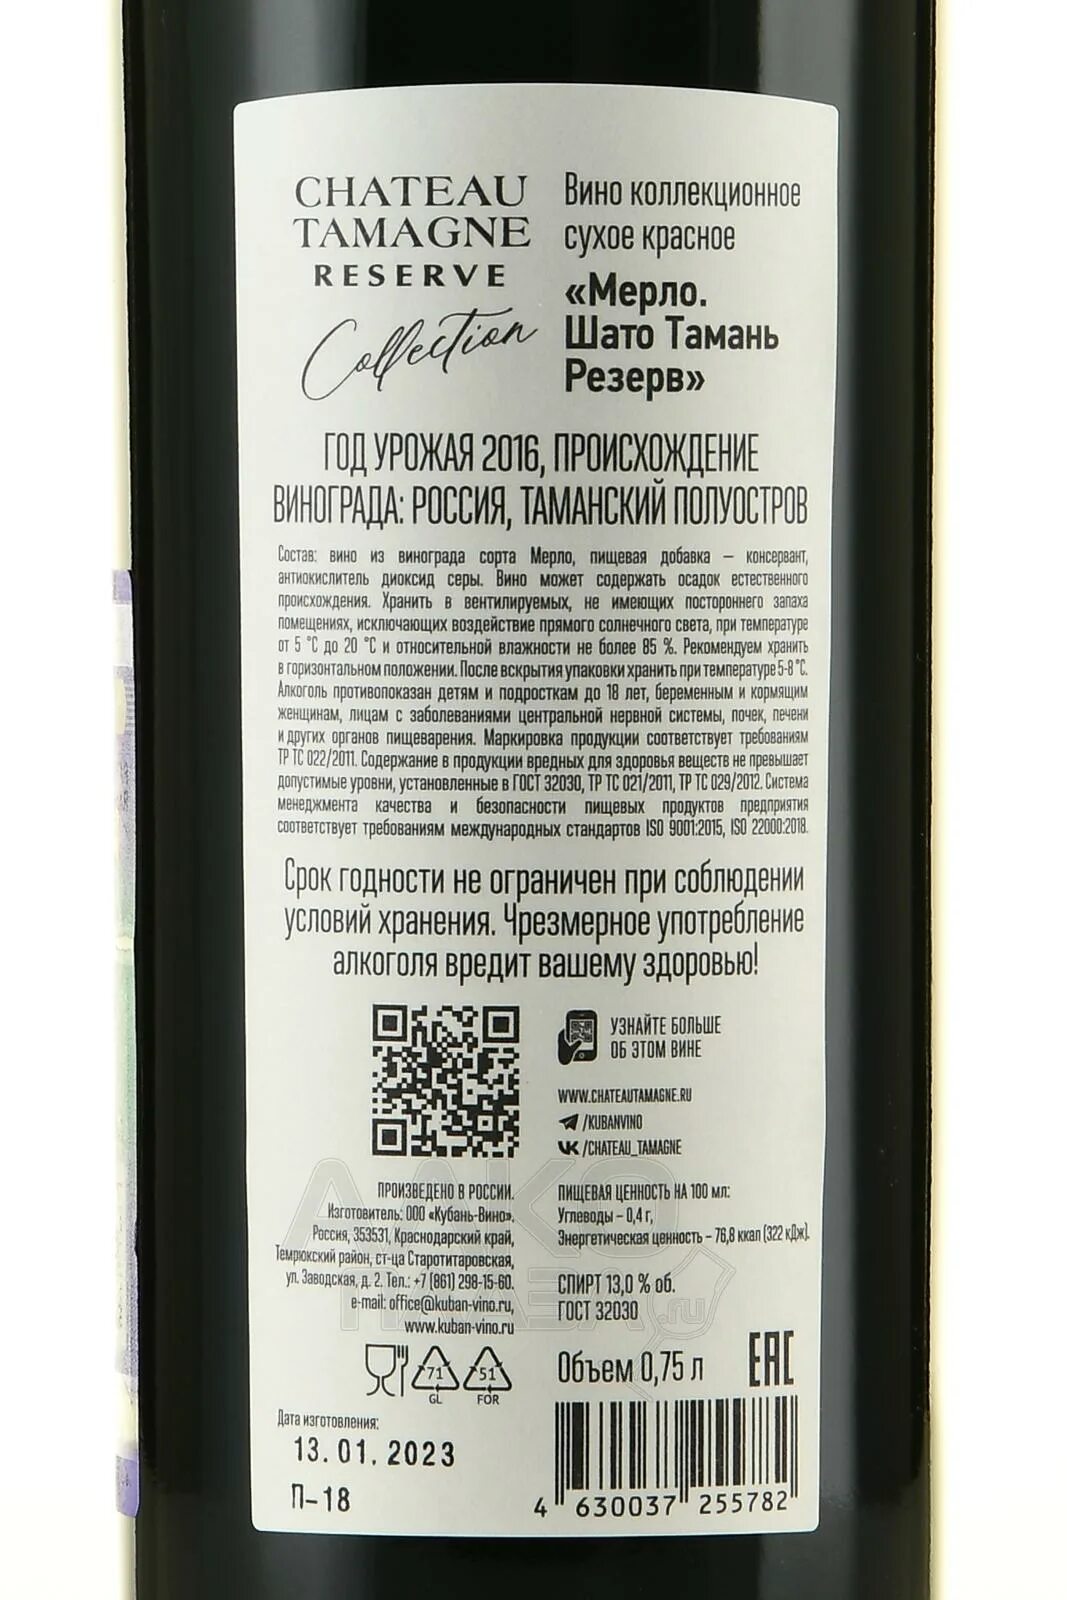 CHATEAU
TAMAGNE
RESERVE
Collection
Вино коллекционное
сухое красное
«Мерло.
Шато Тамань
Резерв»
ГОД УРОЖАЯ 2016, ПРОИСХОЖДЕНИЕ
ВИНОГРАДА: РОССИЯ, ТАМАНСКИЙ ПОЛУОСТРОВ
Состав: вино из винограда сорта Мерло, пищевая добавка – консервант,
антиокислитель диоксид серы. Вино может содержать осадок естественного
происхождения. Хранить в вентилируемых, не имеющих постороннего запаха
помещениях, исключающих воздействие прямого солнечного света, при температуре
от 5 °С до 20 °С и относительной влажности не более 85 %. Рекомендуем хранить
в горизонтальном положении. После вскрытия упаковки хранить при температуре 5-8 °С.
Алкоголь противопоказан детям и подросткам до 18 лет, беременным и кормящим
женщинам, лицам с заболеваниями центральной нервной системы, почек, печени
и других органов пищеварения. Маркировка продукции соответствует требованиям
ТР ТС 022/2011. Содержание в продукции вредных для здоровья веществ не превышает
допустимые уровни, установленные в ГОСТ 32030, ТР ТС 021/2011, ТР ТС 029/2012. Система
менеджмента качества и безопасности пищевых продуктов предприятия
соответствует требованиям международных стандартов ISO 9001:2015, ISO 22000:2018.
Срок годности не ограничен при соблюдении
условий хранения. Чрезмерное употребление
алкоголя вредит вашему здоровью!
УЗНАЙТЕ БОЛЬШЕ
ОБ ЭТОМ ВИНЕ
WWW.CHATEAUTAMAGNE.RU
/KUBANVINO
/CHATEAU_TAMAGNE
ПРОИЗВЕДЕНО В РОССИИ.
Изготовитель: ООО «Кубань-Вино»,
Россия, 353531, Краснодарский край,
Темрюкский район, ст-ца Старотитаровская,
ул. Заводская, д. 2. Тел.: +7 (861) 298-15-60.
e-mail: office@kuban-vino.ru,
www.kuban-vino.ru
ПИЩЕВАЯ ЦЕННОСТЬ НА 100 мл:
Углеводы – 0,4 г,
Энергетическая ценность – 76,8 ккал (322 кДж).
СПИРТ 13,0 % об.
ГОСТ 32030
Объем 0,75 л
EAC
71
GL
51
FOR
Дата изготовления:
13.01.2023
П-18
4 630037 255782
АЛКО
ПЛАЗА.ru